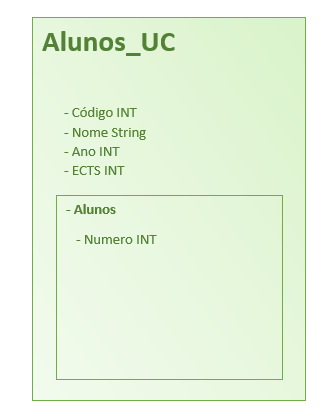 Alunos_UC
- Código INT
- Nome String
- Ano INT
- ECTS INT
- Alunos
- Numero INT